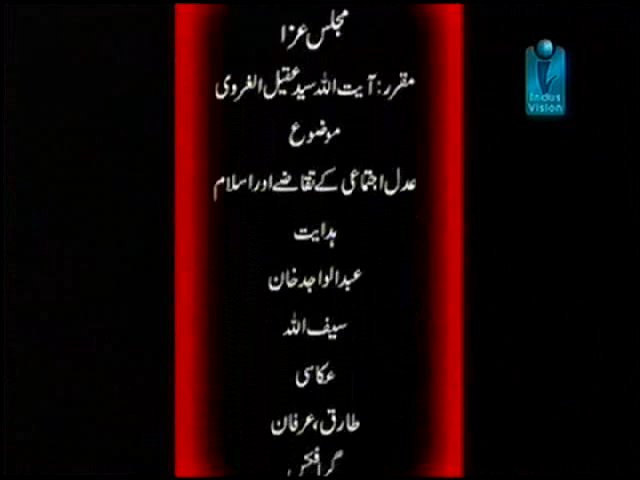 مجلس عزا
مقرر: آیت اللہ سید عقیل الغروی
موضوع
عدل اجتماعی کے تقاضے اور اسلام
ہدایت
عبدالواجد خان
سیف اللہ
عکاسی
طارق، عرفان
گرافکس
Indus
Vision